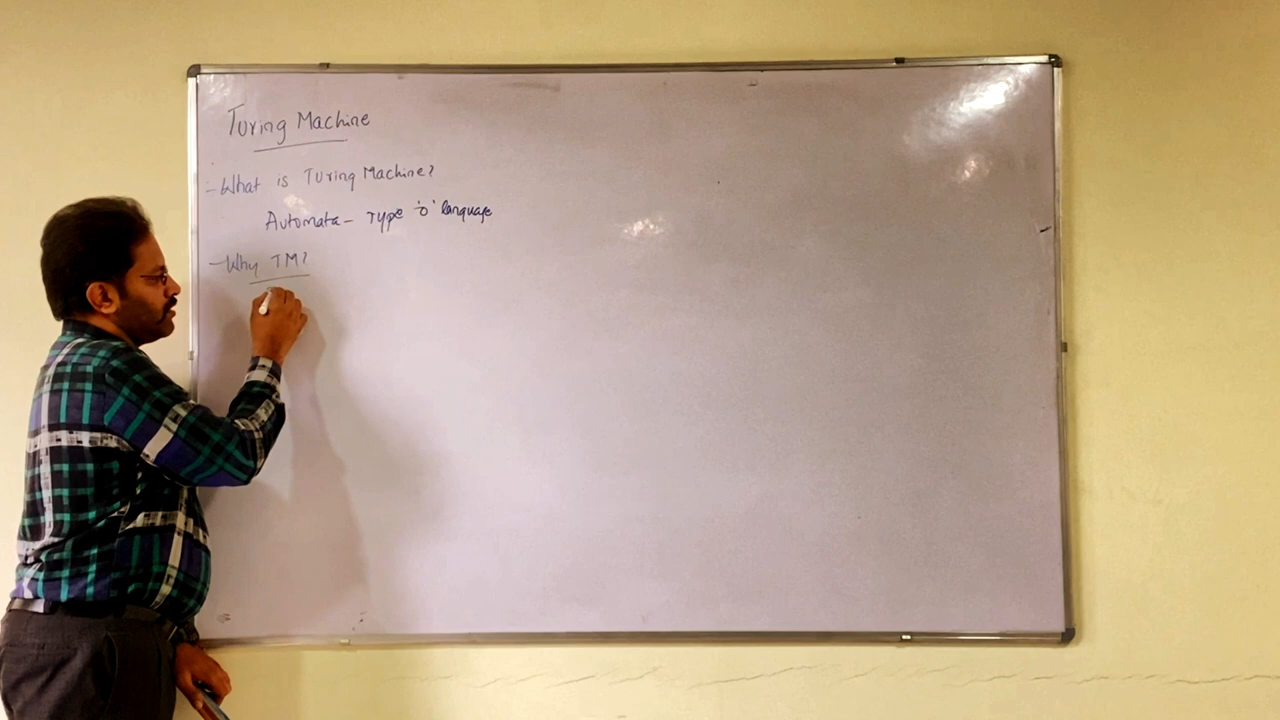 Turing Machine
- What is Turing Machine?
Automata - Type 'o' language
- Why TM?